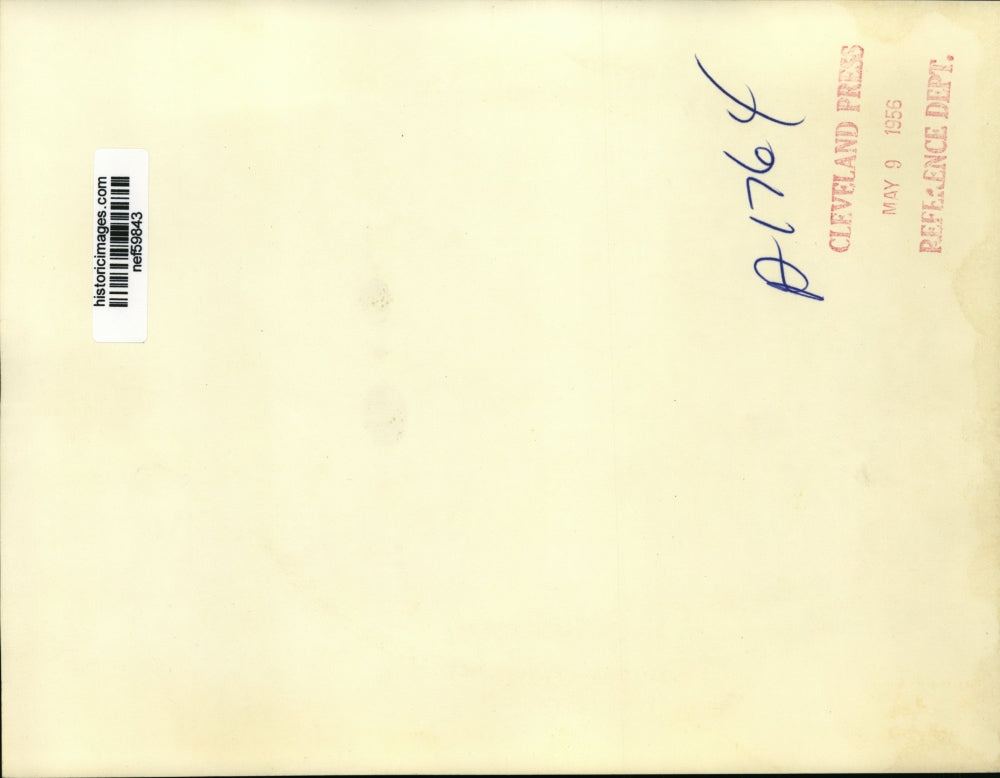 historicimages.com
nef59843
A-1764
CLEVELAND PRESS
MAY 9 1956
REFERENCE DEPT.